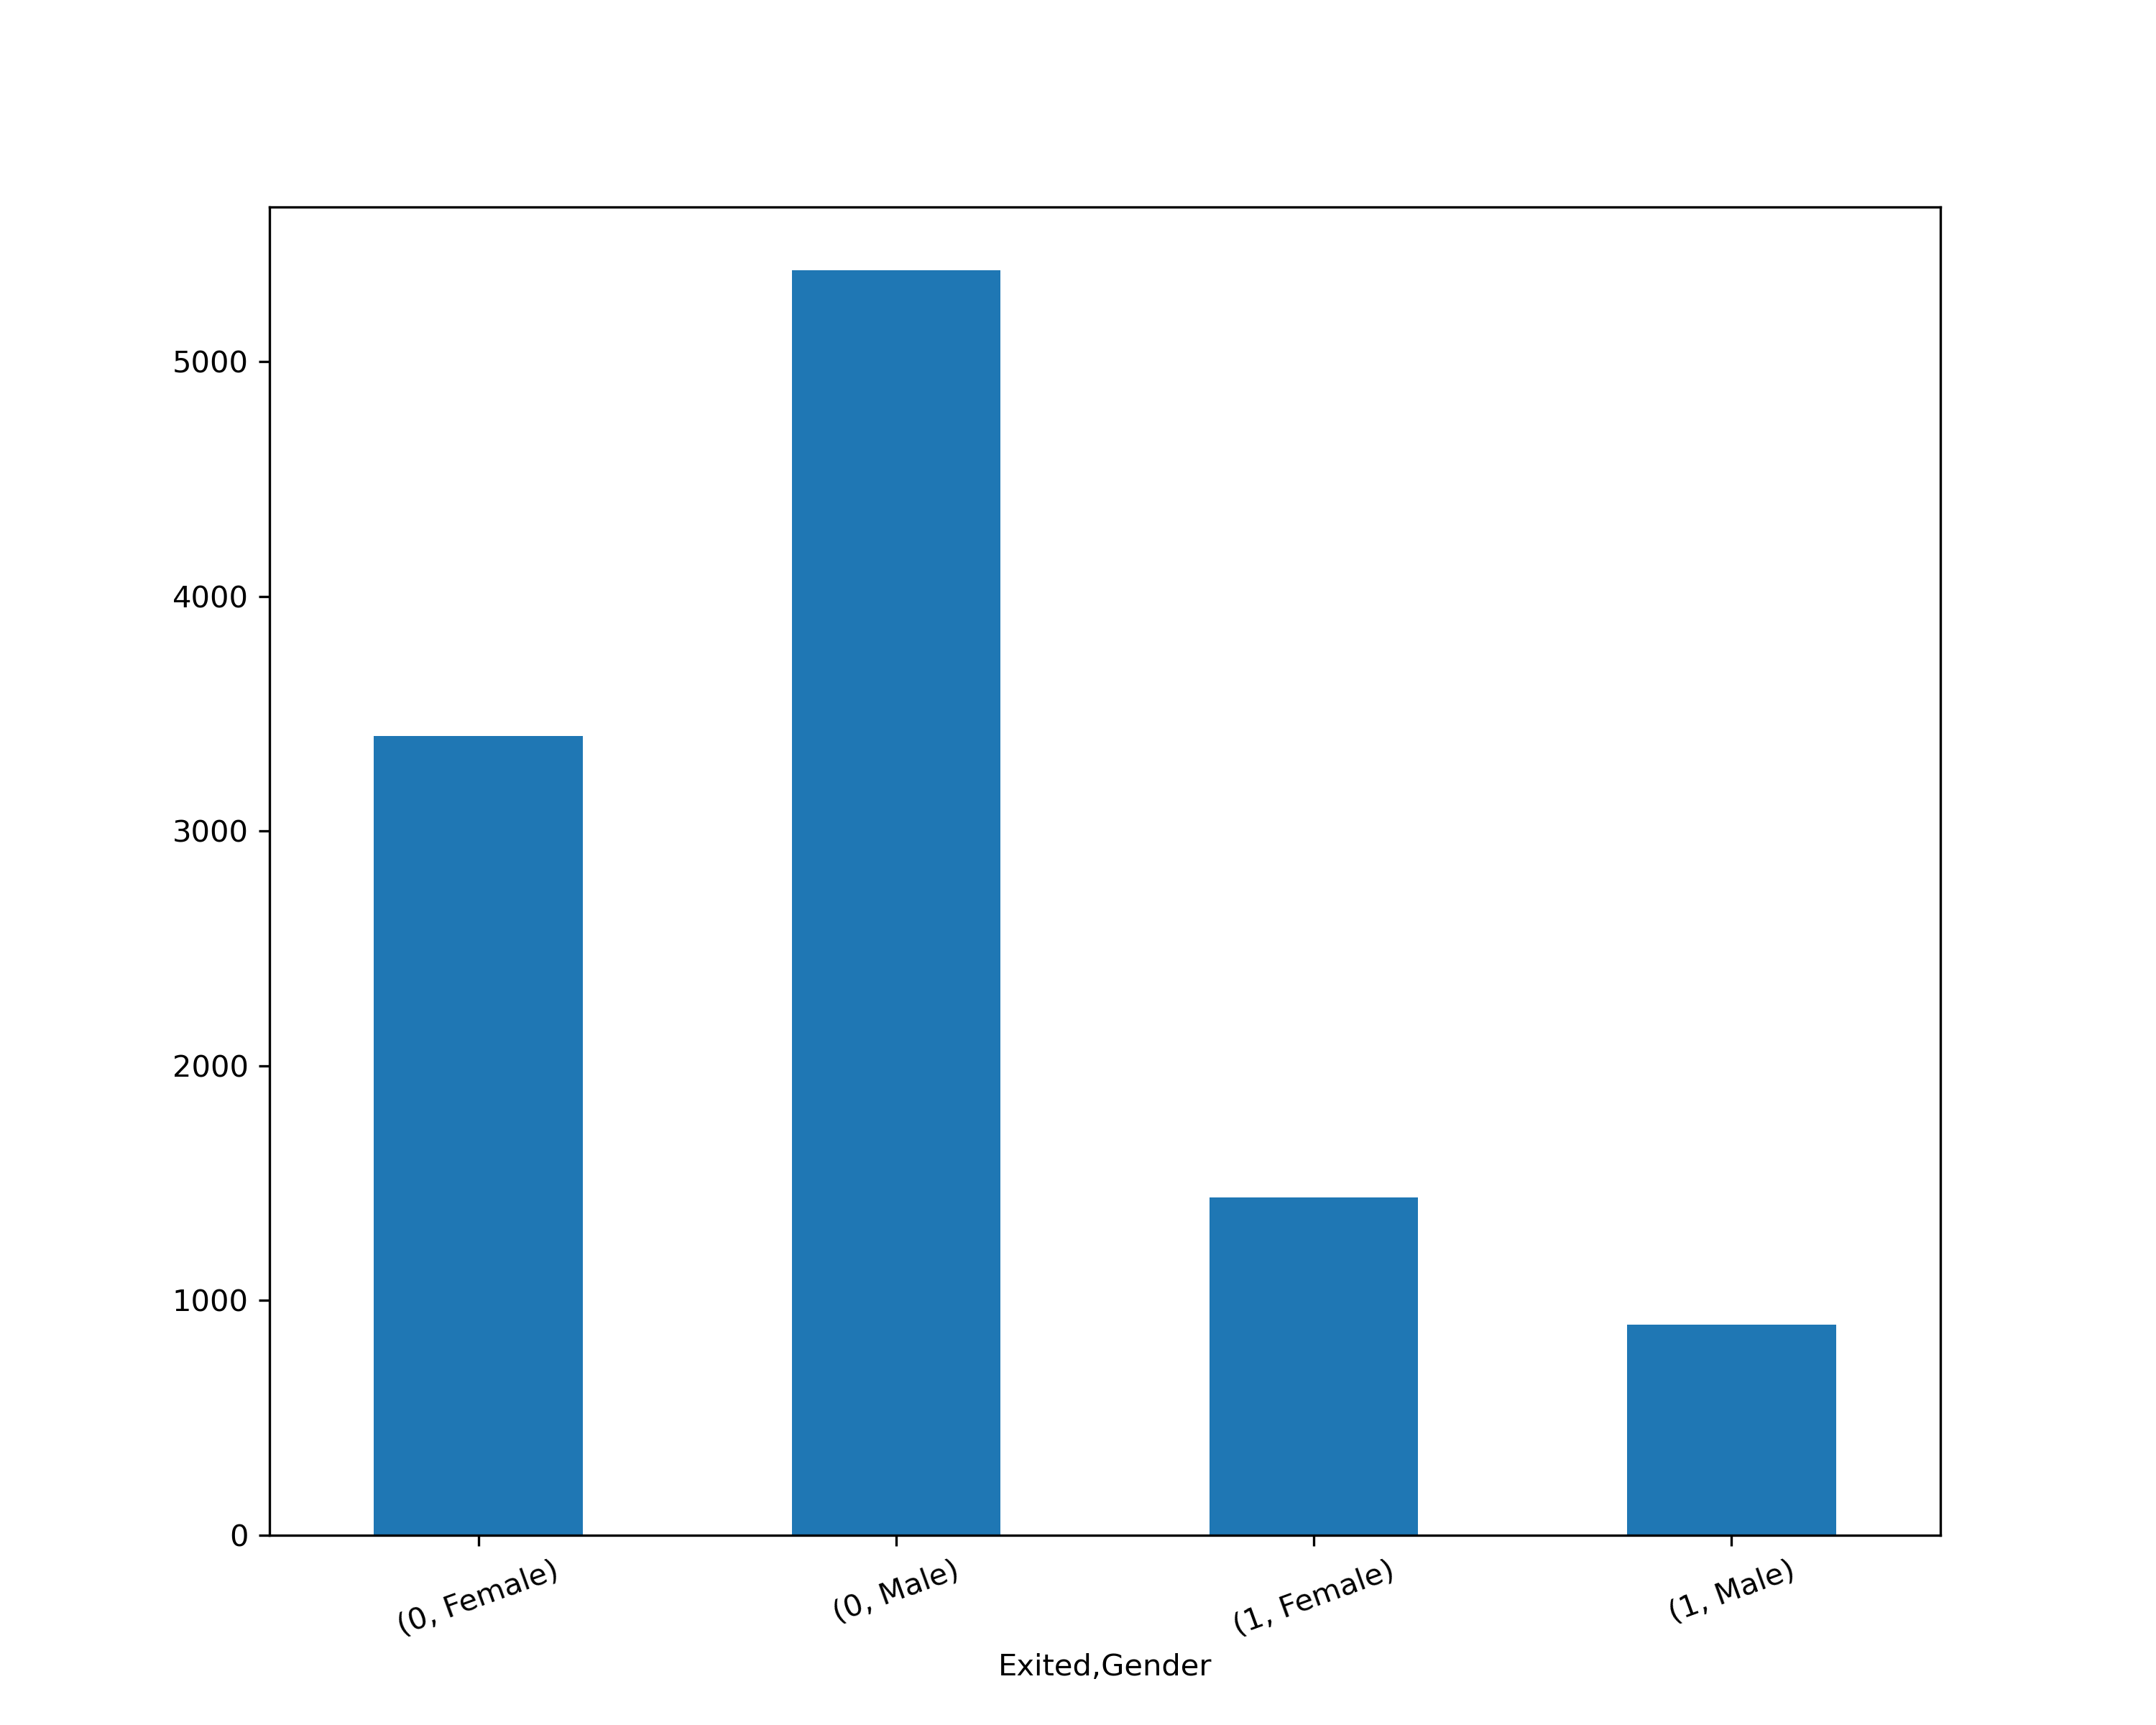 5000
4000
3000
2000
1000
0
(0, Female)
(0, Male)
(1, Female)
(1, Male)
Exited,Gender